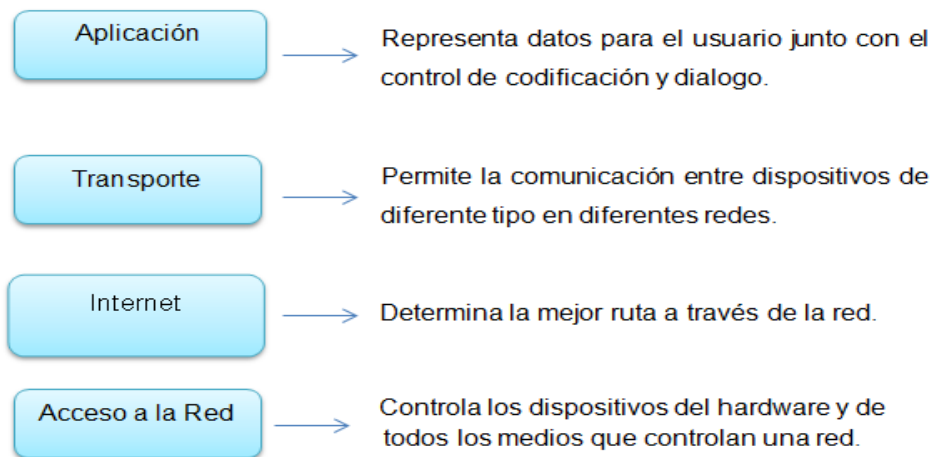 Aplicación
Representa datos para el usuario junto con el
control de codificación y dialogo.
Transporte
Permite la comunicación entre dispositivos de
diferente tipo en diferentes redes.
Internet
Determina la mejor ruta a través de la red.
Acceso a la Red
Controla los dispositivos del hardware y de
todos los medios que controlan una red.